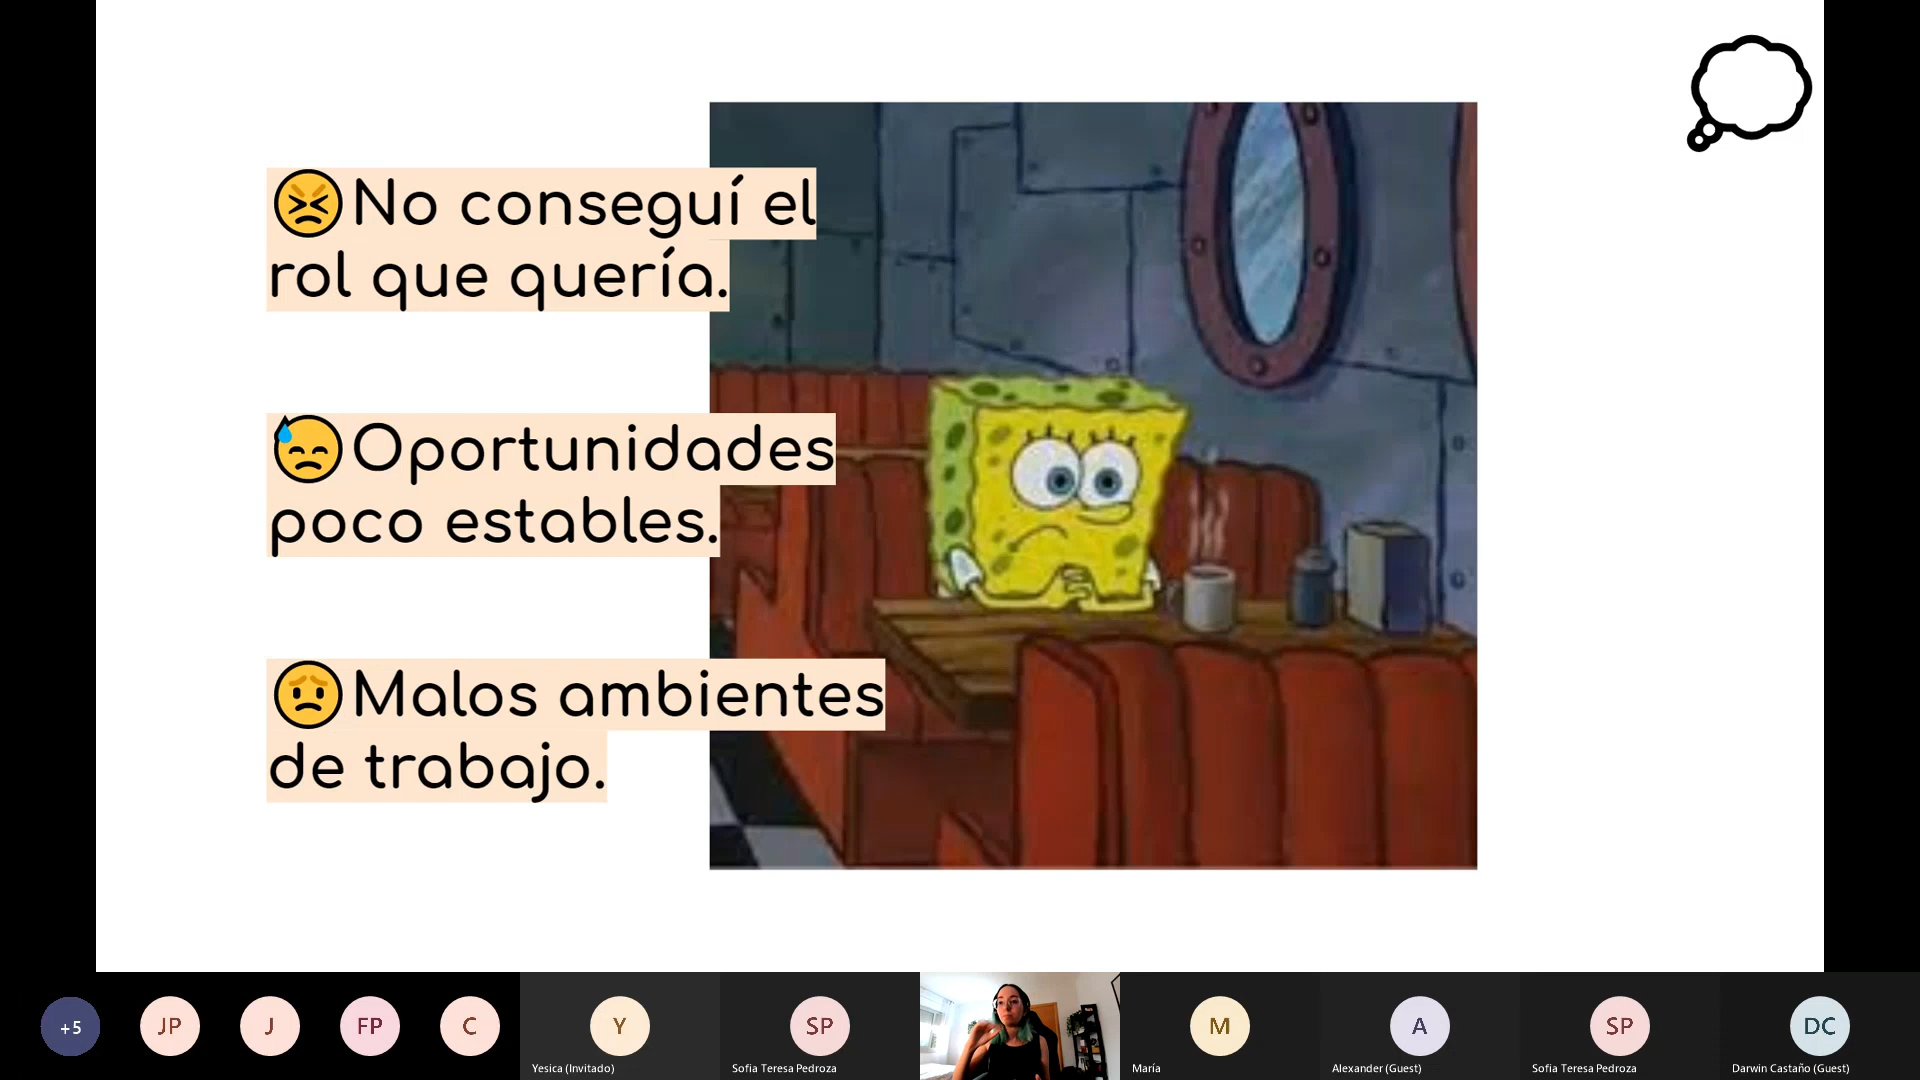 😣No conseguí el
rol que quería.
😓Oportunidades
poco estables.
😟Malos ambientes
de trabajo.
+5
JP
J
FP
C
Y
Yesica (Invitado)
SP
Sofia Teresa Pedroza
M
María
A
Alexander (Guest)
SP
Sofia Teresa Pedroza
DC
Darwin Castaño (Guest)